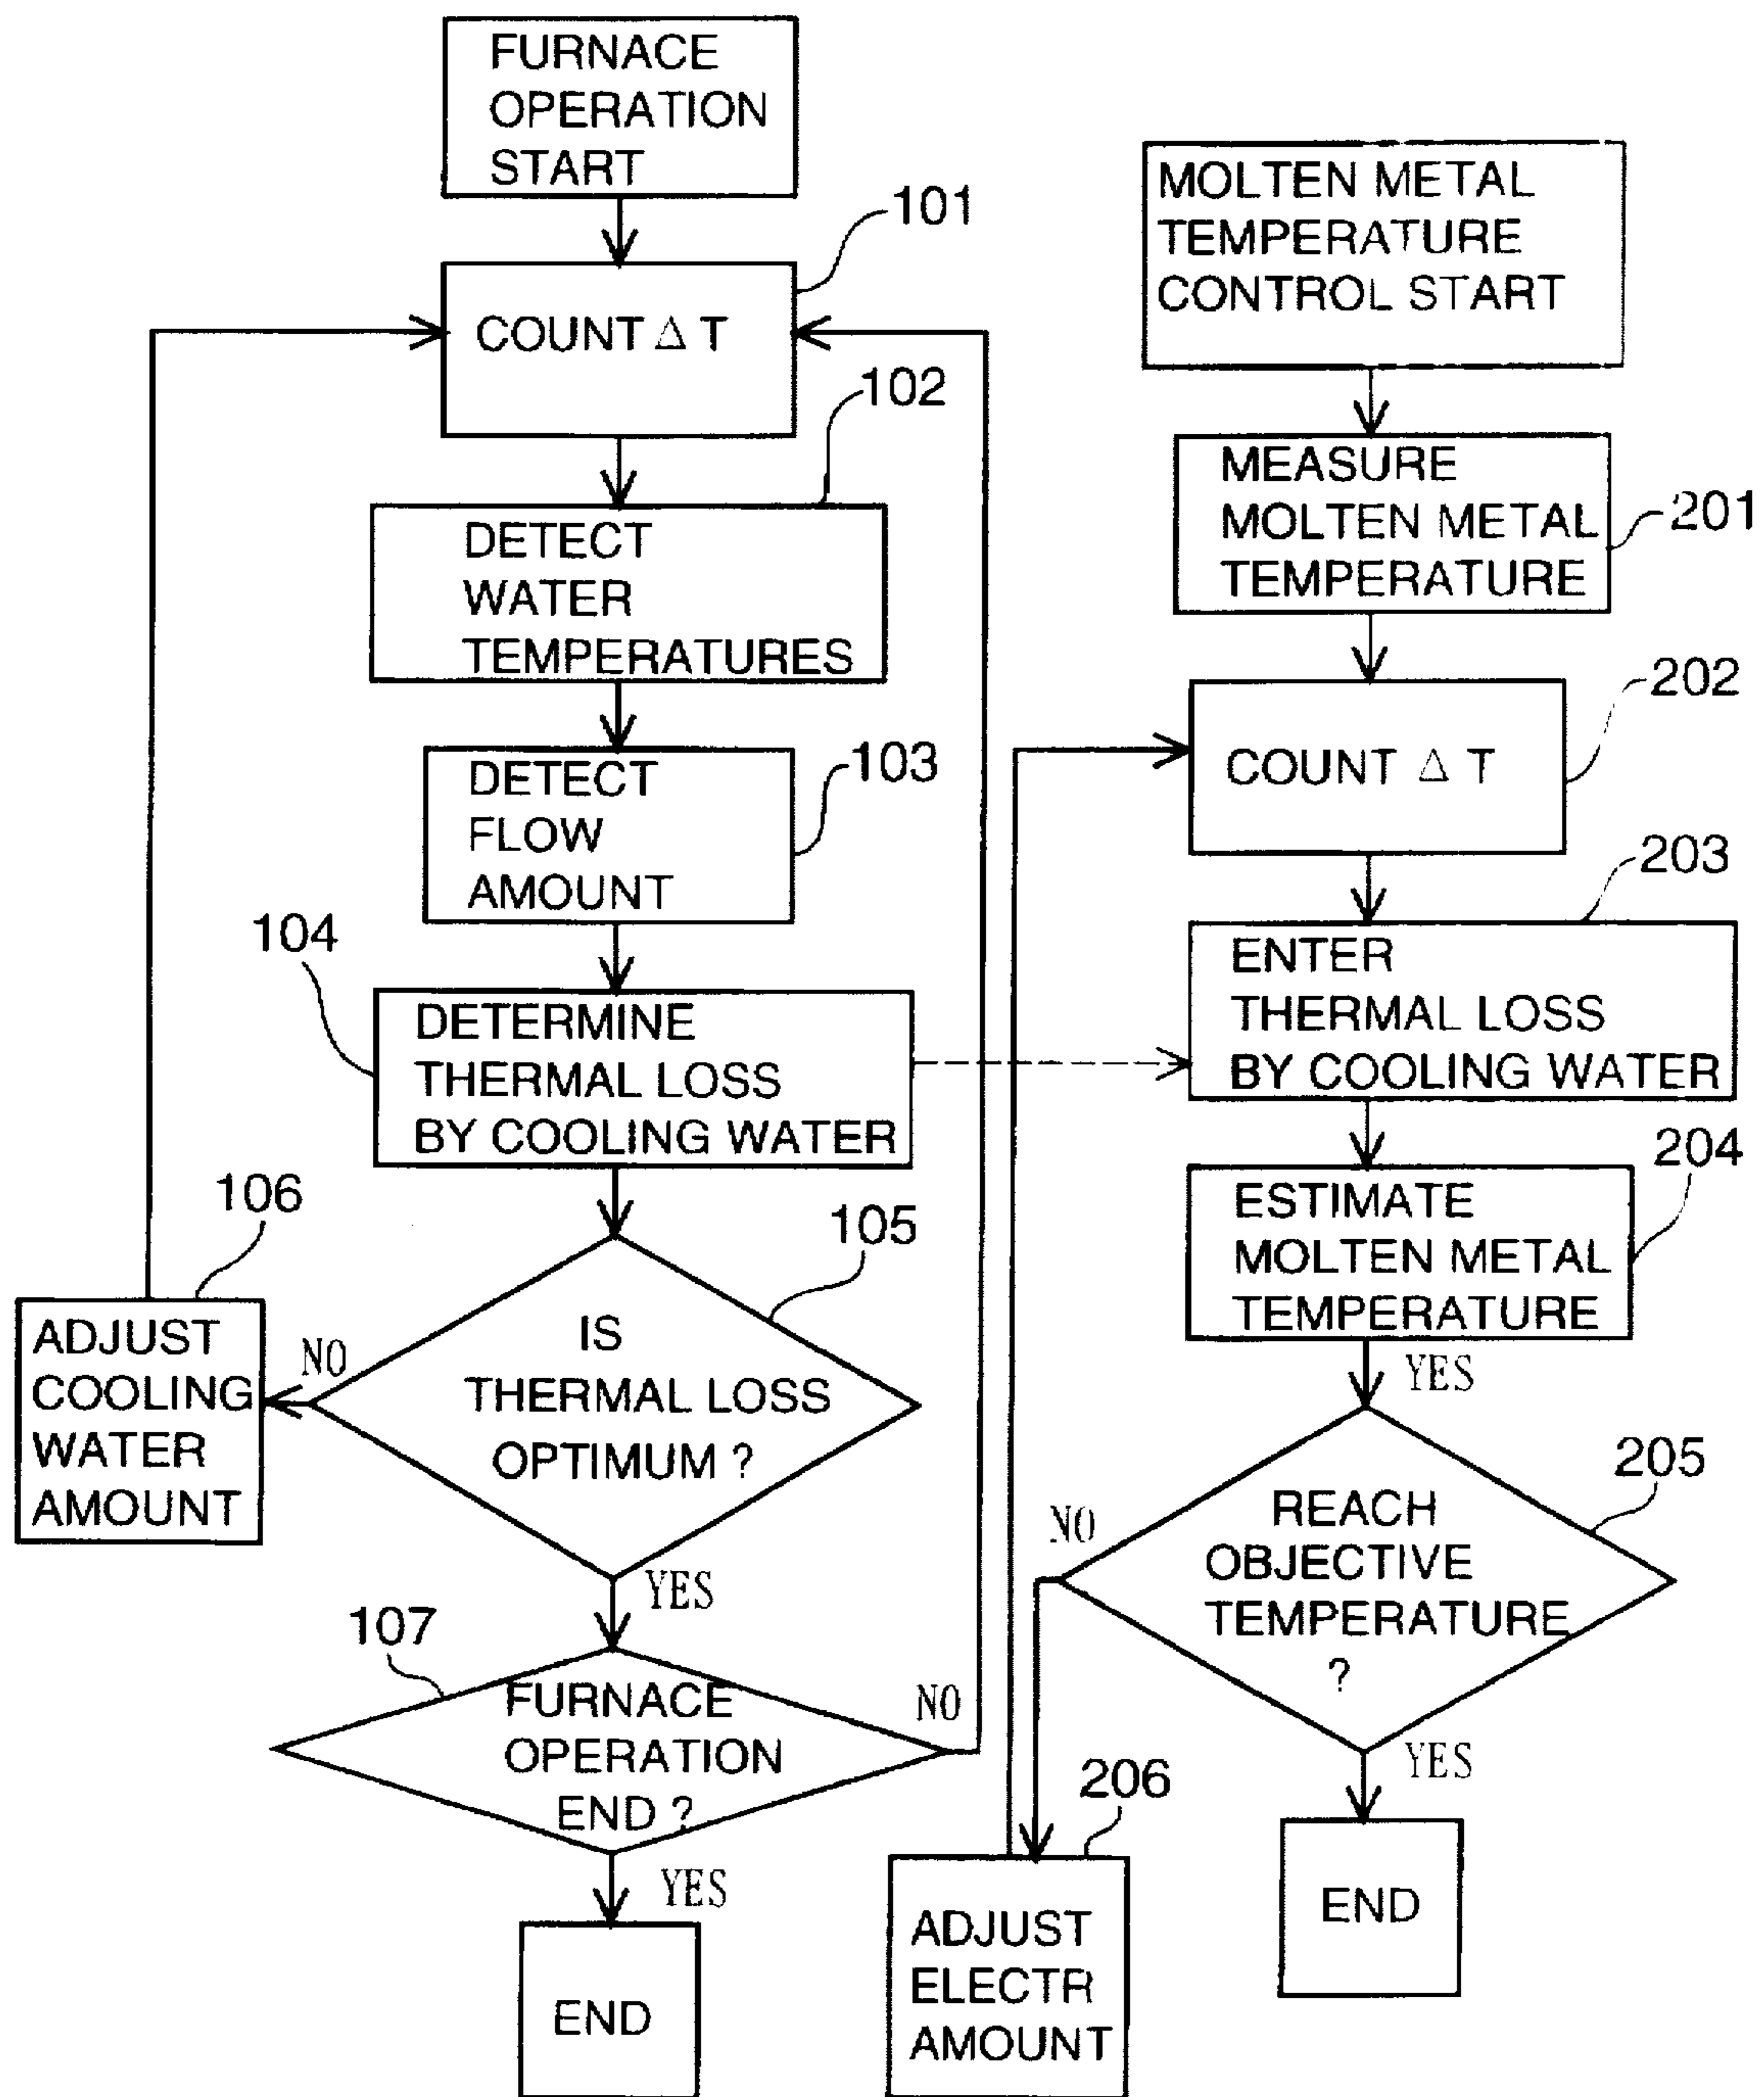 FURNACE
OPERATION
START
101
COUNT Δ T
102
DETECT
WATER
TEMPERATURES
103
DETECT
FLOW
AMOUNT
104
DETERMINE
THERMAL LOSS
BY COOLING WATER
105
IS
THERMAL LOSS
OPTIMUM ?
NO
106
ADJUST
COOLING
WATER
AMOUNT
YES
107
FURNACE
OPERATION
END ?
NO
YES
END
MOLTEN METAL
TEMPERATURE
CONTROL START
MEASURE
MOLTEN METAL
TEMPERATURE
201
202
COUNT Δ T
203
ENTER
THERMAL LOSS
BY COOLING WATER
204
ESTIMATE
MOLTEN METAL
TEMPERATURE
YES
205
REACH
OBJECTIVE
TEMPERATURE
?
NO
206
ADJUST
ELECTR
AMOUNT
YES
END